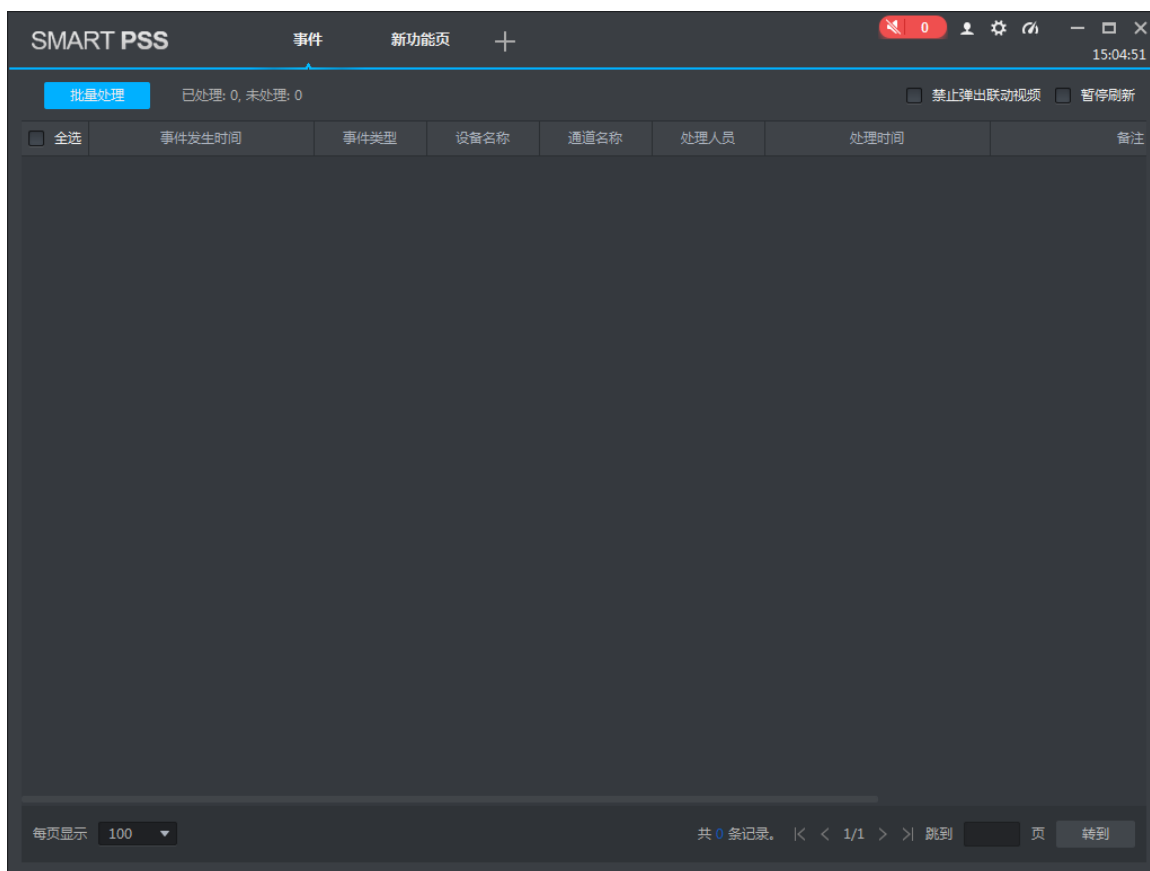 SMART PSS 事件 新功能页 0
15:04:51
批量处理 已处理: 0, 未处理: 0 禁止弹出联动视频 暂停刷新
全选 事件发生时间 事件类型 设备名称 通道名称 处理人员 处理时间 备注
每页显示 100 共 0 条记录。 |< < 1/1 > >| 跳到 页 转到